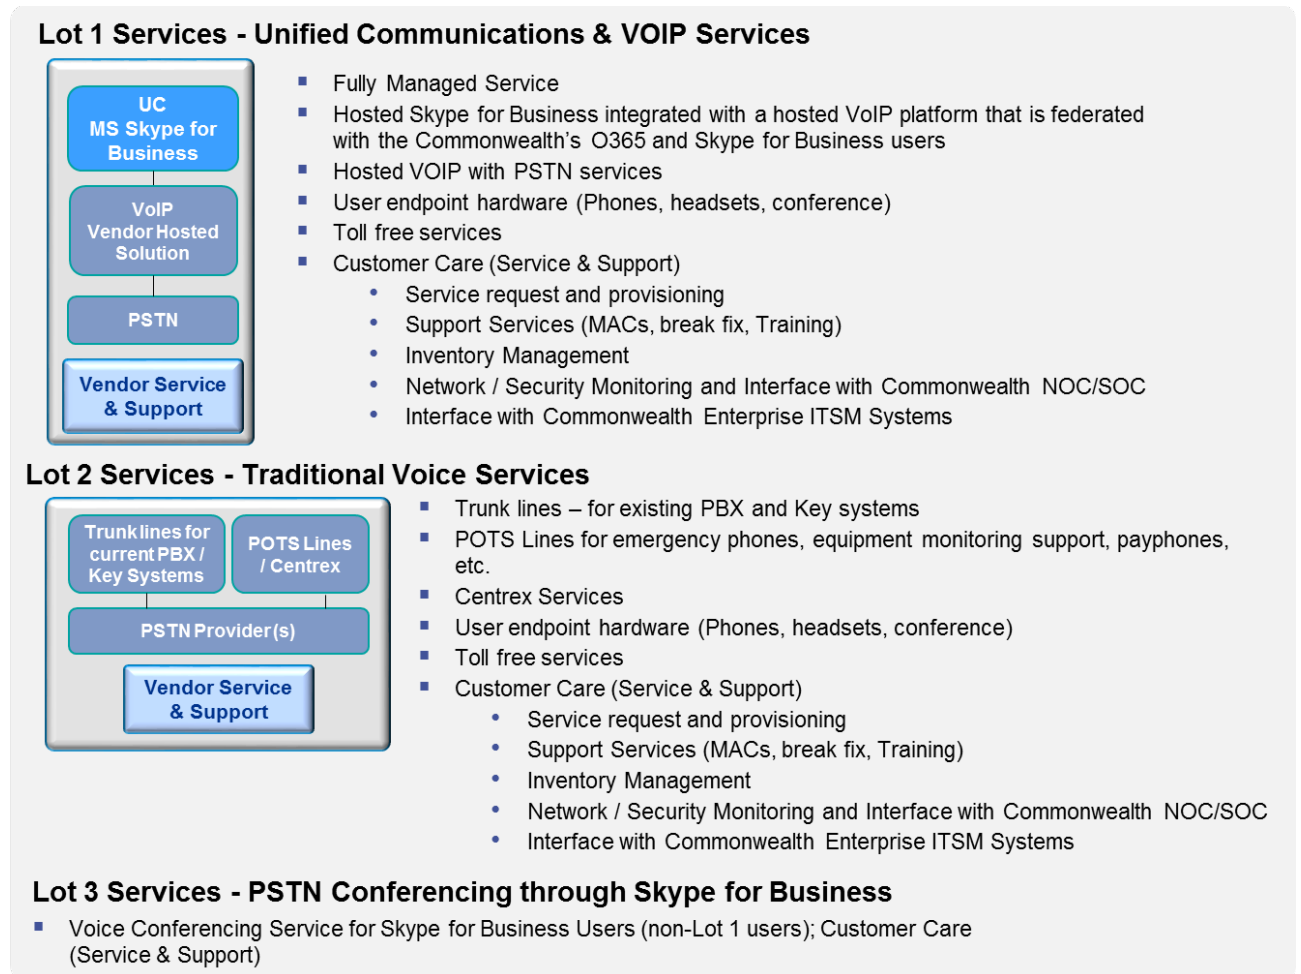 Lot 1 Services - Unified Communications & VOIP Services
UC
MS Skype for
Business
VoIP
Vendor Hosted
Solution
PSTN
Vendor Service
& Support
Fully Managed Service
Hosted Skype for Business integrated with a hosted VoIP platform that is federated
with the Commonwealth's O365 and Skype for Business users
Hosted VOIP with PSTN services
User endpoint hardware (Phones, headsets, conference)
Toll free services
Customer Care (Service & Support)
Service request and provisioning
Support Services (MACs, break fix, Training)
Inventory Management
Network / Security Monitoring and Interface with Commonwealth NOC/SOC
Interface with Commonwealth Enterprise ITSM Systems
Lot 2 Services - Traditional Voice Services
Trunk lines for
current PBX /
Key Systems
POTS Lines
/ Centrex
PSTN Provider(s)
Vendor Service
& Support
Trunk lines – for existing PBX and Key systems
POTS Lines for emergency phones, equipment monitoring support, payphones,
etc.
Centrex Services
User endpoint hardware (Phones, headsets, conference)
Toll free services
Customer Care (Service & Support)
Service request and provisioning
Support Services (MACs, break fix, Training)
Inventory Management
Network / Security Monitoring and Interface with Commonwealth NOC/SOC
Interface with Commonwealth Enterprise ITSM Systems
Lot 3 Services - PSTN Conferencing through Skype for Business
Voice Conferencing Service for Skype for Business Users (non-Lot 1 users); Customer Care
(Service & Support)